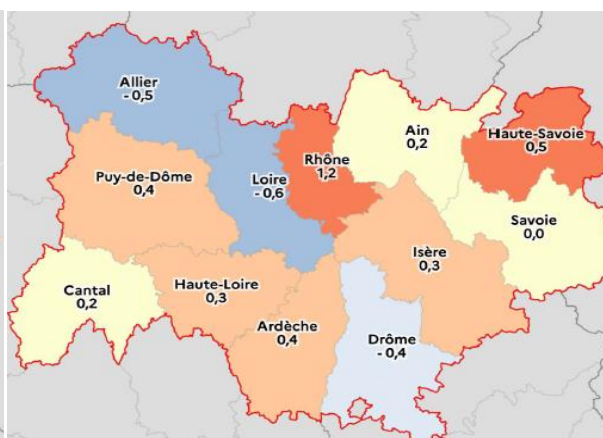 Allier
- 0,5
Ain
0,2
Haute-Savoie
0,5
Rhône
1,2
Puy-de-Dôme
0,4
Loire
- 0,6
Savoie
0,0
Isère
0,3
Cantal
0,2
Haute-Loire
0,3
Ardèche
0,4
Drôme
- 0,4